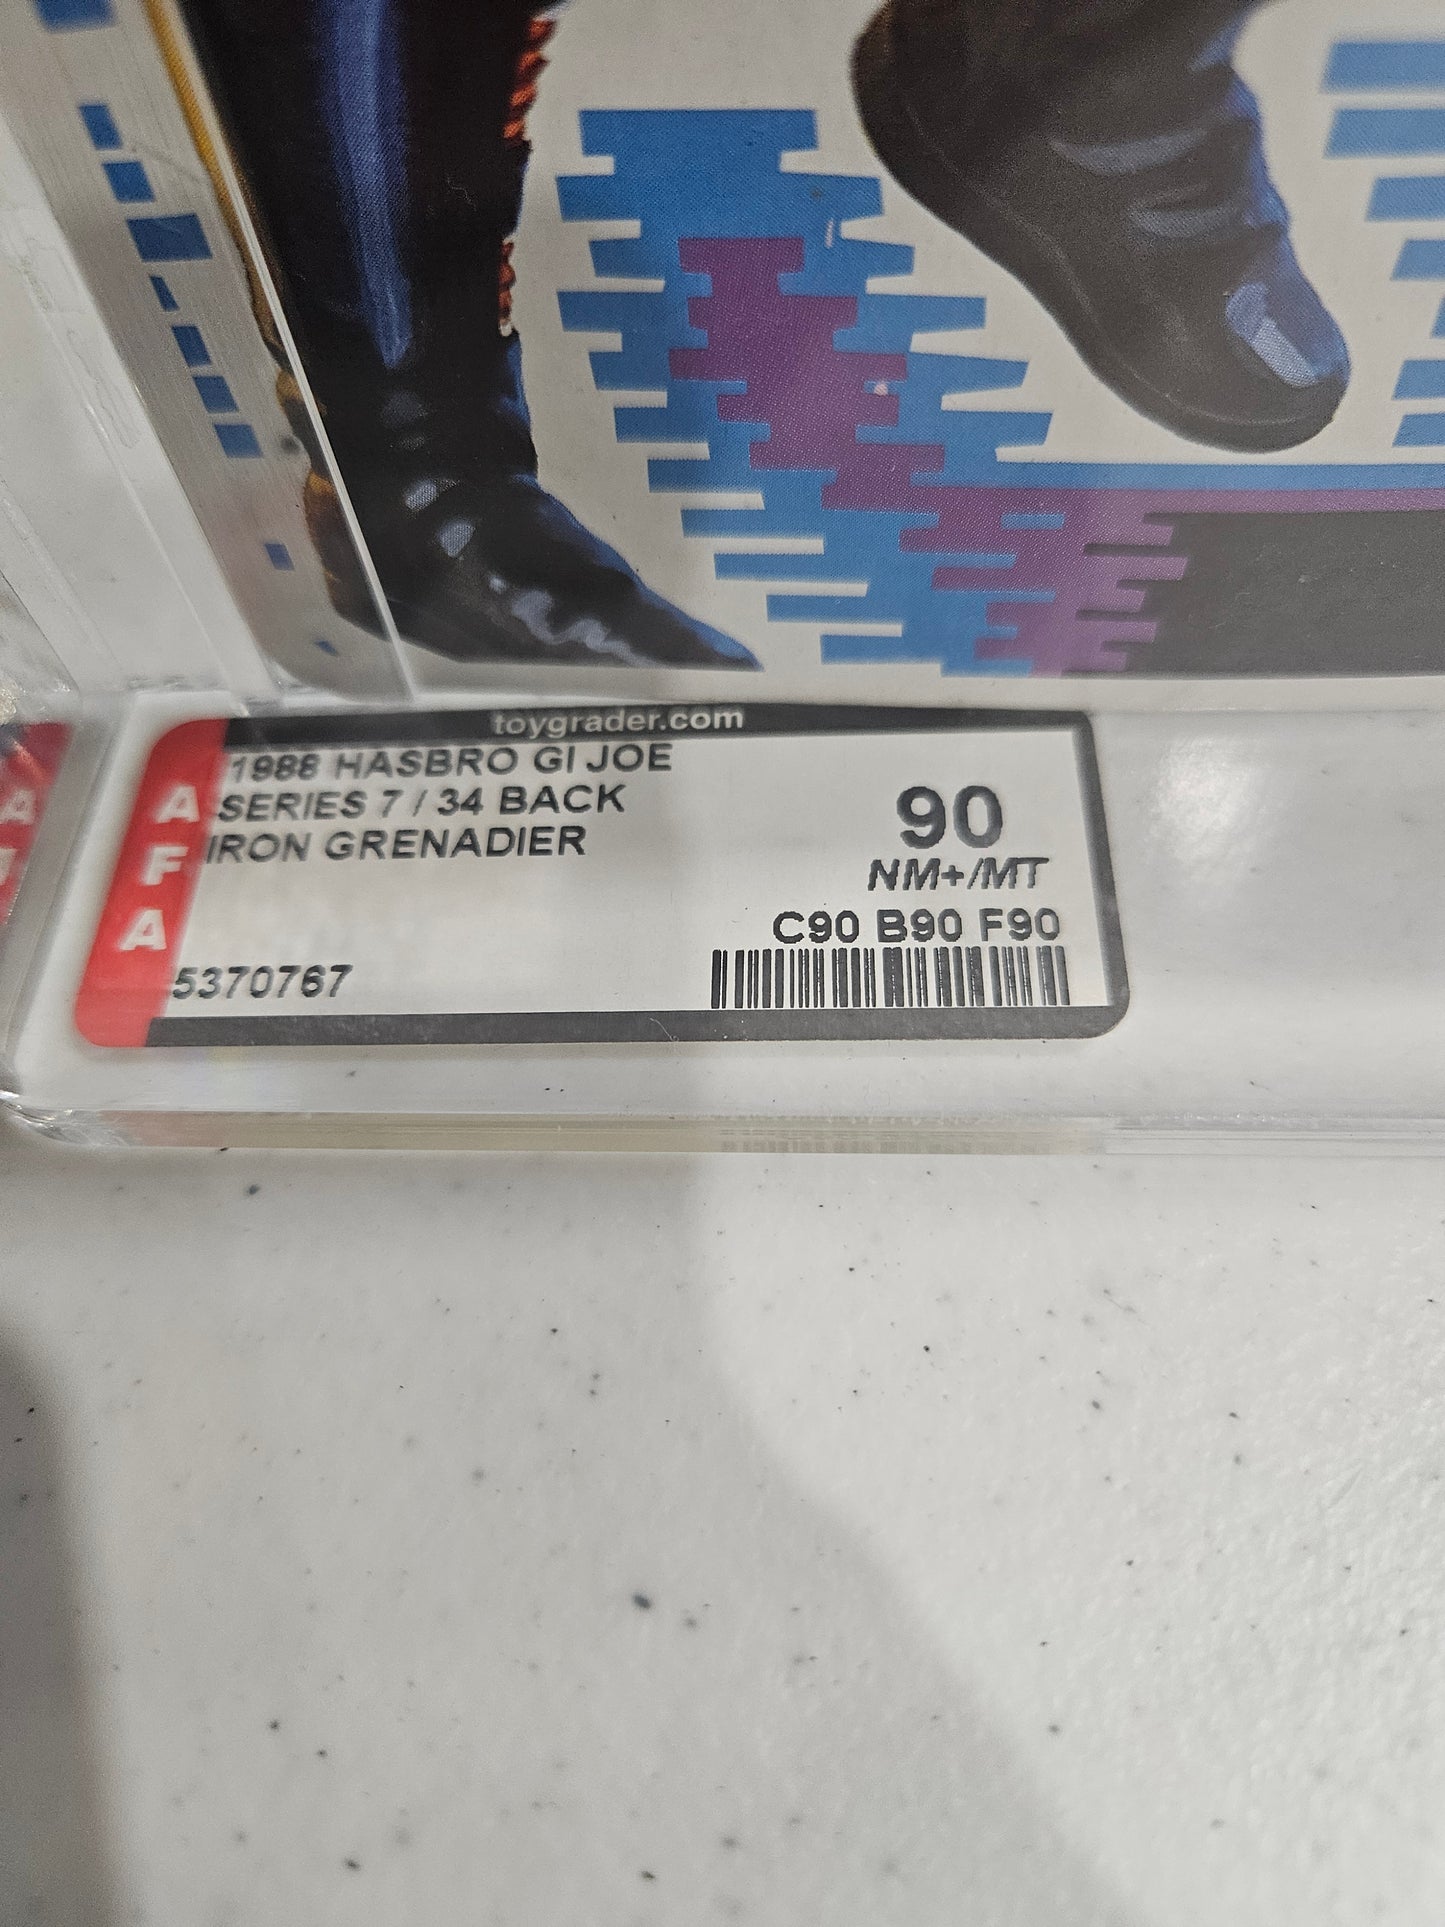 toygrader.com
1988 HASBRO GI JOE
SERIES 7 / 34 BACK
IRON GRENADIER
AFA
90
NM+/MT
C90 B90 F90
5370767